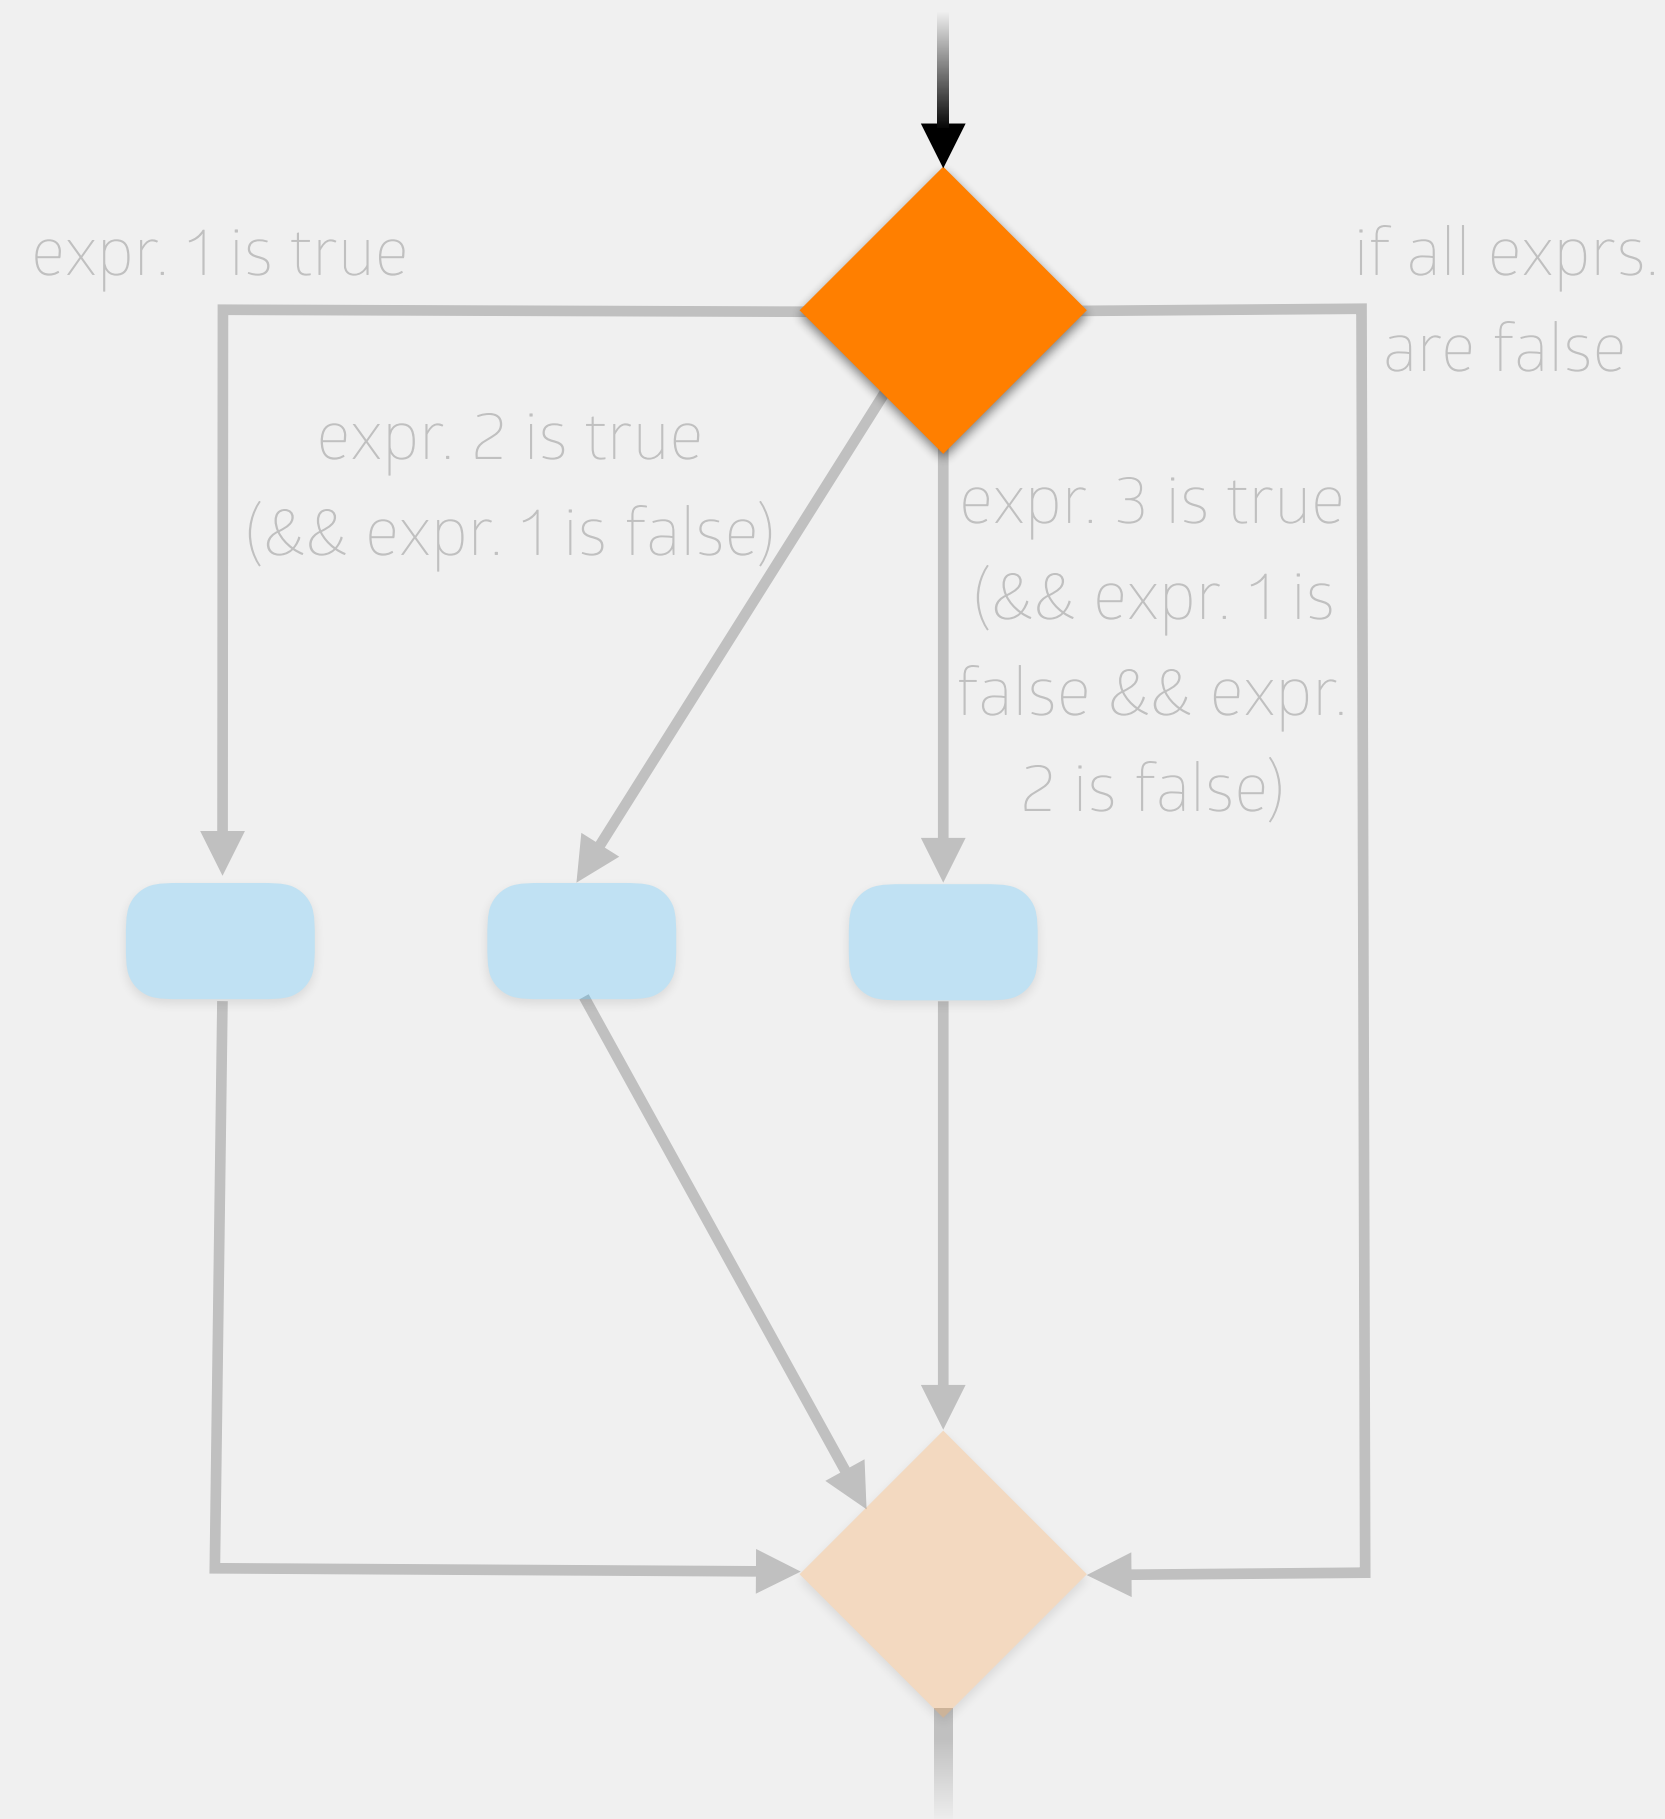 expr. 1 is true
if all exprs.
are false
expr. 2 is true
(&& expr. 1 is false)
expr. 3 is true
(&& expr. 1 is
false && expr.
2 is false)